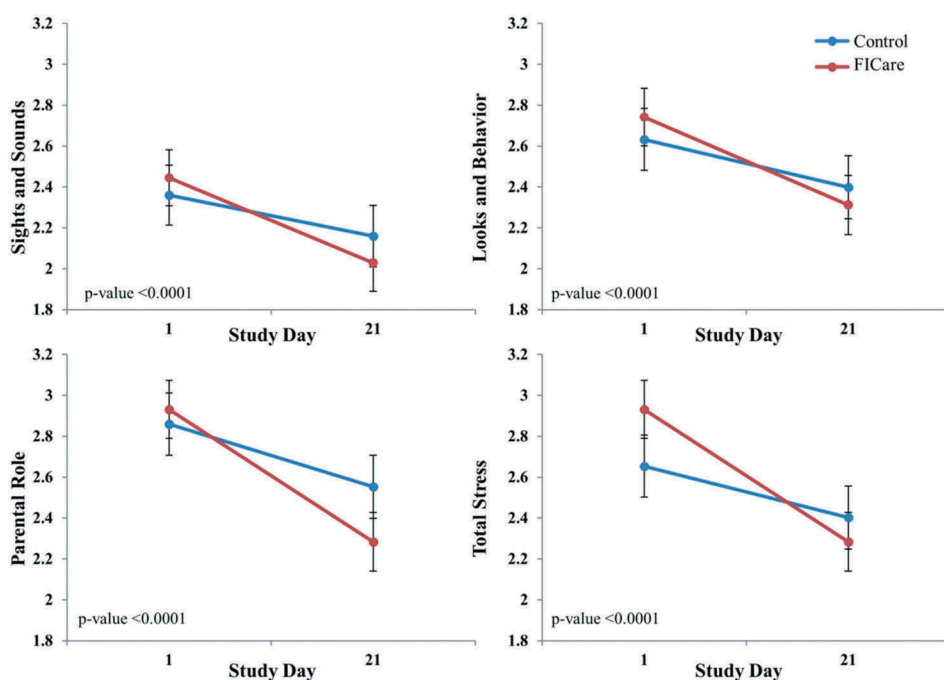 3.2
3
2.8
2.6
2.4
2.2
2
1.8
Sights and Sounds
p-value <0.0001
1
21
Study Day
3.2
3
2.8
2.6
2.4
2.2
2
1.8
Looks and Behavior
Control
FICare
p-value <0.0001
1
21
Study Day
3.2
3
2.8
2.6
2.4
2.2
2
1.8
Parental Role
p-value <0.0001
1
21
Study Day
3.2
3
2.8
2.6
2.4
2.2
2
1.8
Total Stress
p-value <0.0001
1
21
Study Day